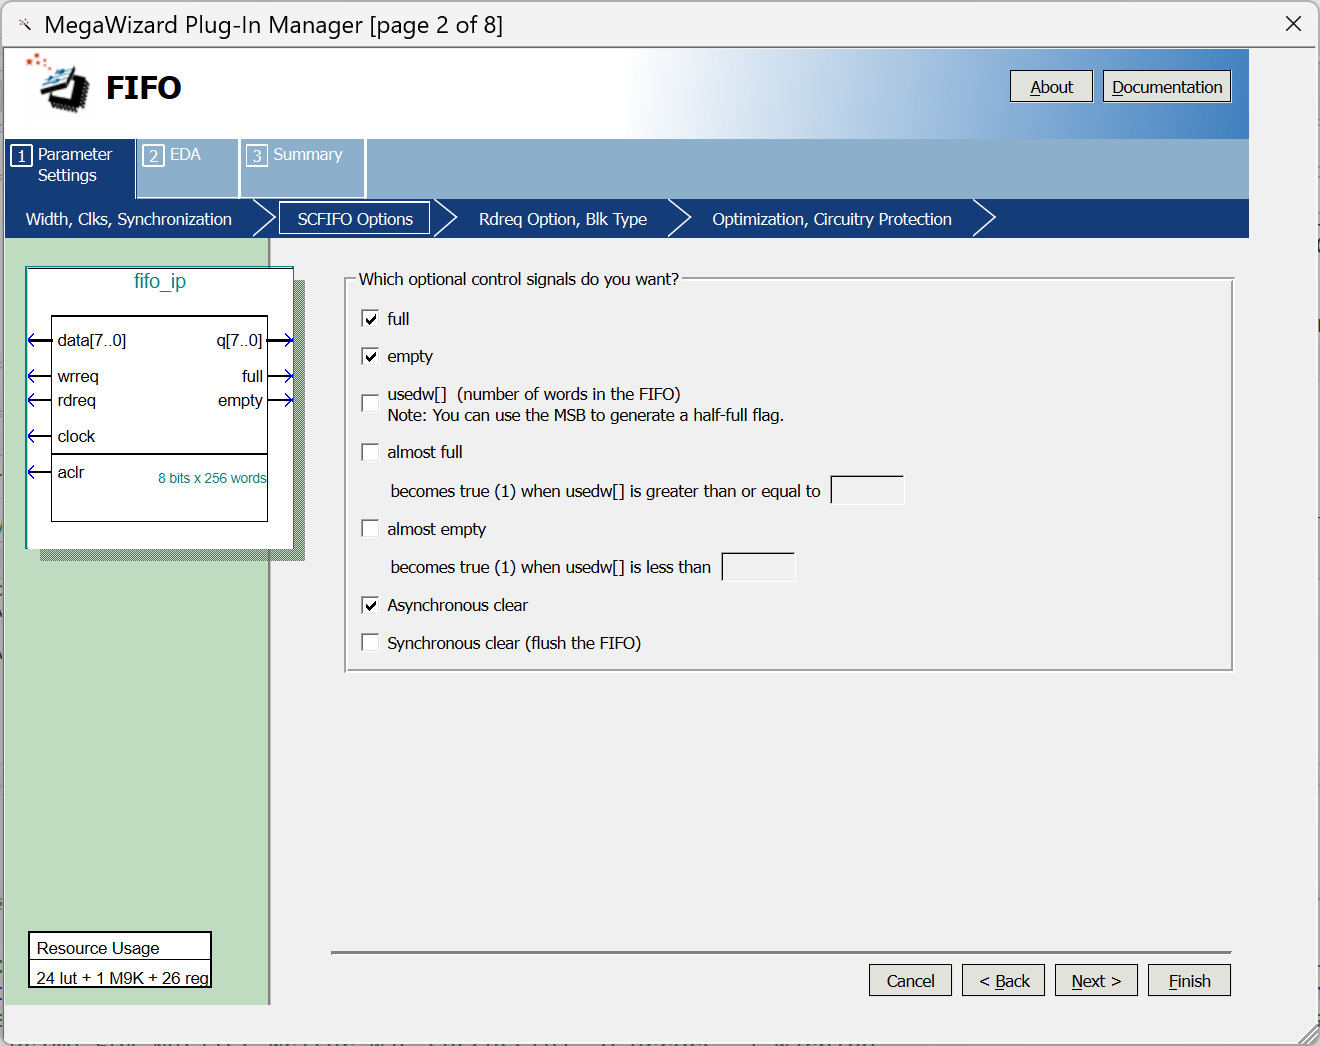 MegaWizard Plug-In Manager [page 2 of 8]
FIFO
About
Documentation
1 Parameter
Settings
2 EDA
3 Summary
Width, Clks, Synchronization
SCFIFO Options
Rdreq Option, Blk Type
Optimization, Circuitry Protection
fifo_ip
data[7..0] q[7..0]
wrreq full
rdreq empty
clock
aclr 8 bits x 256 words
Which optional control signals do you want?
full
empty
usedw[] (number of words in the FIFO)
Note: You can use the MSB to generate a half-full flag.
almost full
becomes true (1) when usedw[] is greater than or equal to
almost empty
becomes true (1) when usedw[] is less than
Asynchronous clear
Synchronous clear (flush the FIFO)
Resource Usage
24 lut + 1 M9K + 26 reg
Cancel
< Back
Next >
Finish